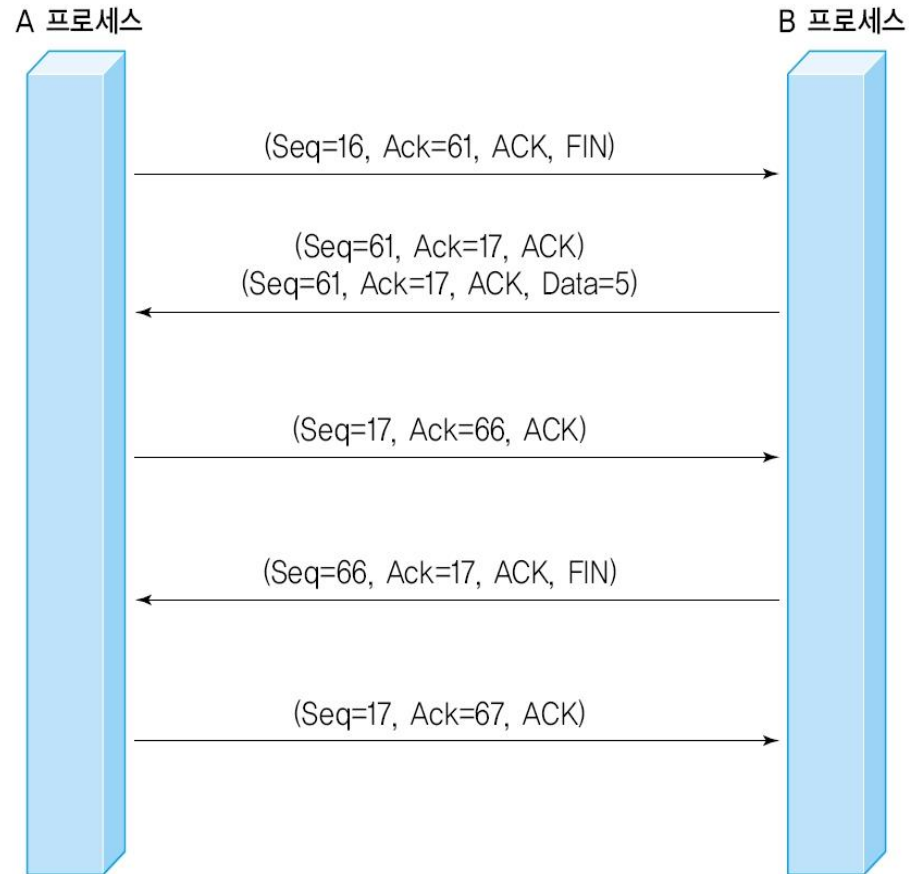 A 프로세스
B 프로세스
(Seq=16, Ack=61, ACK, FIN)
(Seq=61, Ack=17, ACK)
(Seq=61, Ack=17, ACK, Data=5)
(Seq=17, Ack=66, ACK)
(Seq=66, Ack=17, ACK, FIN)
(Seq=17, Ack=67, ACK)